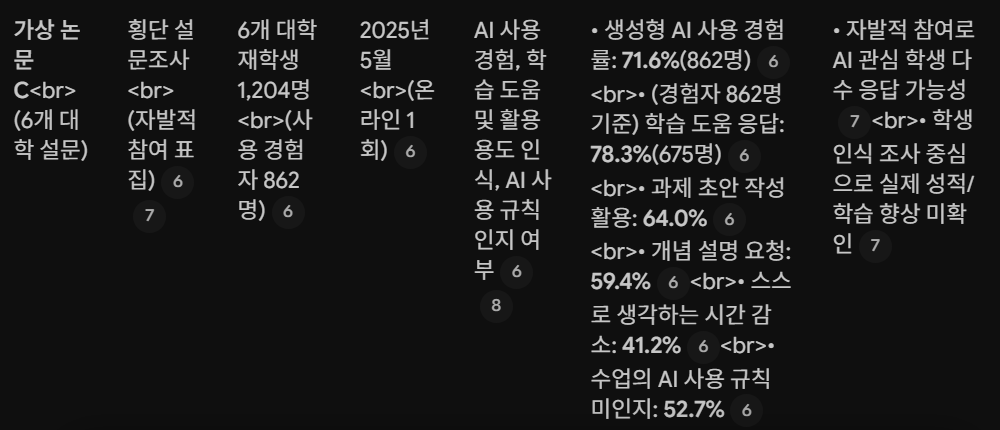 가상 논
문
C<br>
(6개 대
학 설문)
횡단 설
문조사
<br>
(자발적
참여 표
집) 6
7
6개 대학
재학생
1,204명
<br>(사
용 경험
자 862
명) 6
2025년
5월
<br>(온
라인 1
회) 6
AI 사용
경험, 학
습 도움
및 활용
용도 인
식, AI 사
용 규칙
인지 여
부 6
8
• 생성형 AI 사용 경험
률: 71.6%(862명) 6
<br>• (경험자 862명
기준) 학습 도움 응답:
78.3%(675명) 6
<br>• 과제 초안 작성
활용: 64.0% 6
<br>• 개념 설명 요청:
59.4% 6 <br>• 스스
로 생각하는 시간 감
소: 41.2% 6 <br>•
수업의 AI 사용 규칙
미인지: 52.7% 6
• 자발적 참여로
AI 관심 학생 다
수 응답 가능성
7 <br>• 학생
인식 조사 중심
으로 실제 성적/
학습 향상 미확
인 7